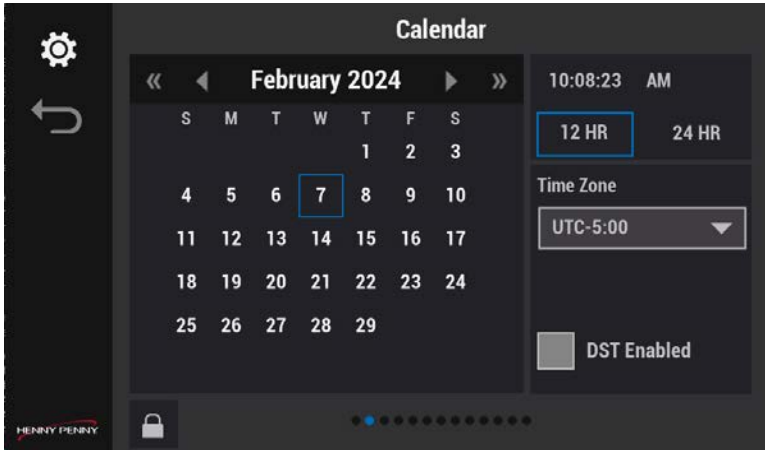 Calendar
« February 2024 »
S M T W T F S
1 2 3
4 5 6 7 8 9 10
11 12 13 14 15 16 17
18 19 20 21 22 23 24
25 26 27 28 29
10:08:23 AM
12 HR 24 HR
Time Zone
UTC-5:00
DST Enabled
HENNY PENNY